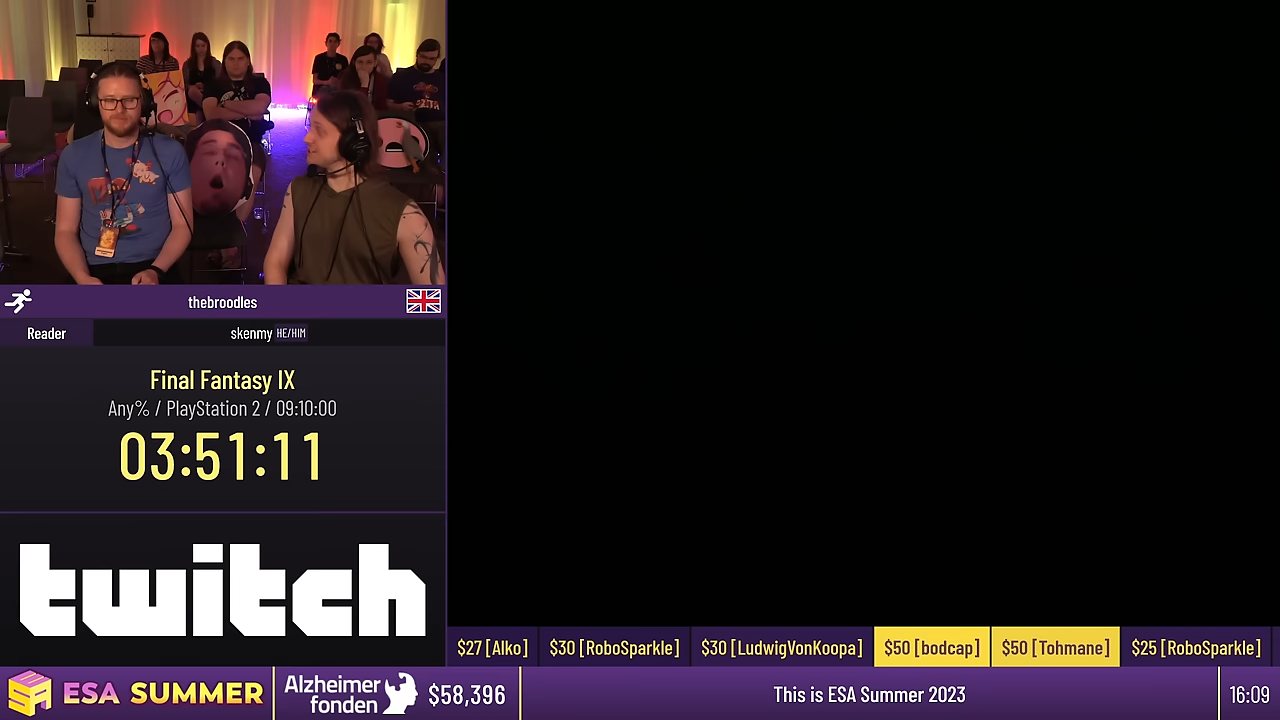 thebroodles
Reader
skenmy HE/HIM
Final Fantasy IX
Any% / PlayStation 2 / 09:10:00
03:51:11
twitch
$27 [Alko]
$30 [RoboSparkle]
$30 [LudwigVonKoopa]
$50 [bodcap]
$50 [Tohmane]
$25 [RoboSparkle]
ESA SUMMER
Alzheimer
fonden
$58,396
This is ESA Summer 2023
16:09